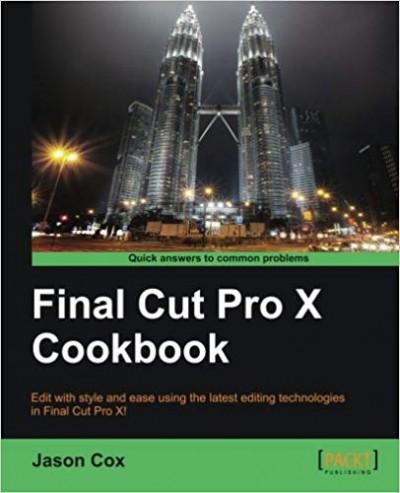 Quick answers to common problems
Final Cut Pro X
Cookbook
Edit with style and ease using the latest editing technologies
in Final Cut Pro X!
Jason Cox
[PACKT]
PUBLISHING